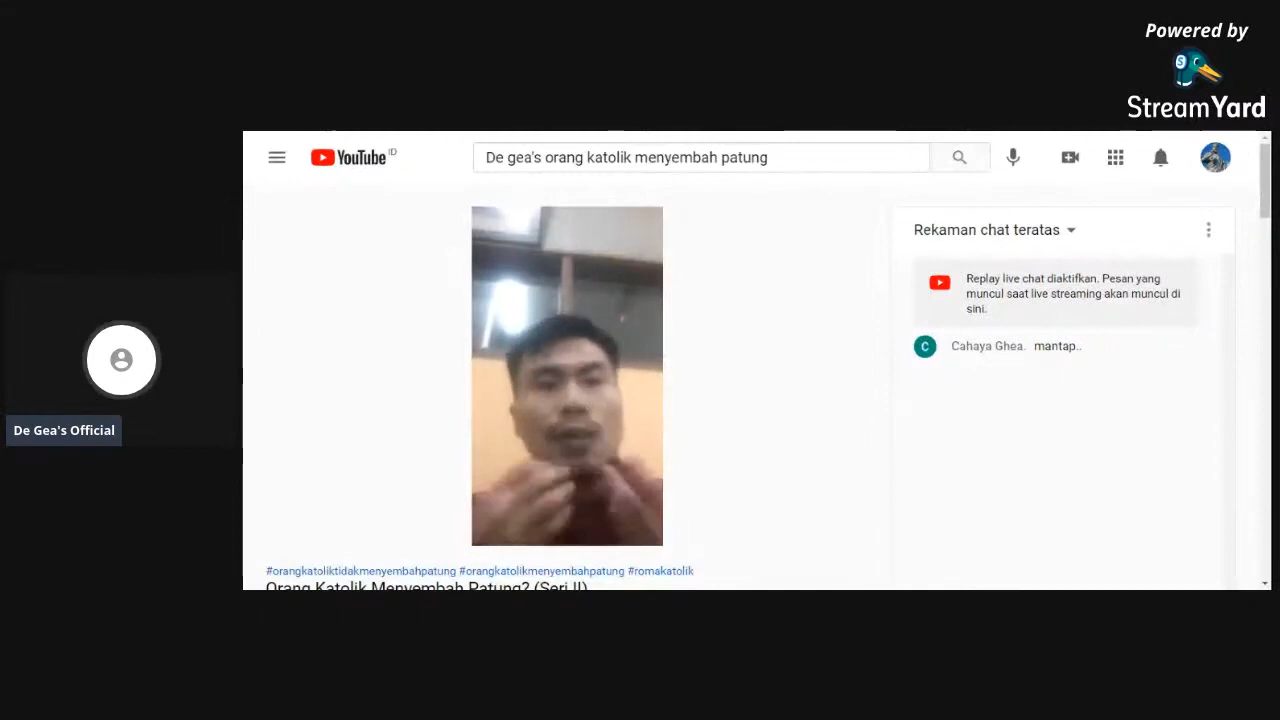 Powered by
StreamYard
YouTube ID
De gea's orang katolik menyembah patung
Rekaman chat teratas
Replay live chat diaktifkan. Pesan yang
muncul saat live streaming akan muncul di
sini.
C Cahaya Ghea. mantap..
De Gea's Official
#orangkatoliktidakmenyembahpatung #orangkatolikmenyembahpatung #romakatolik
Orang Katolik Menyembah Patung? (Seri II)